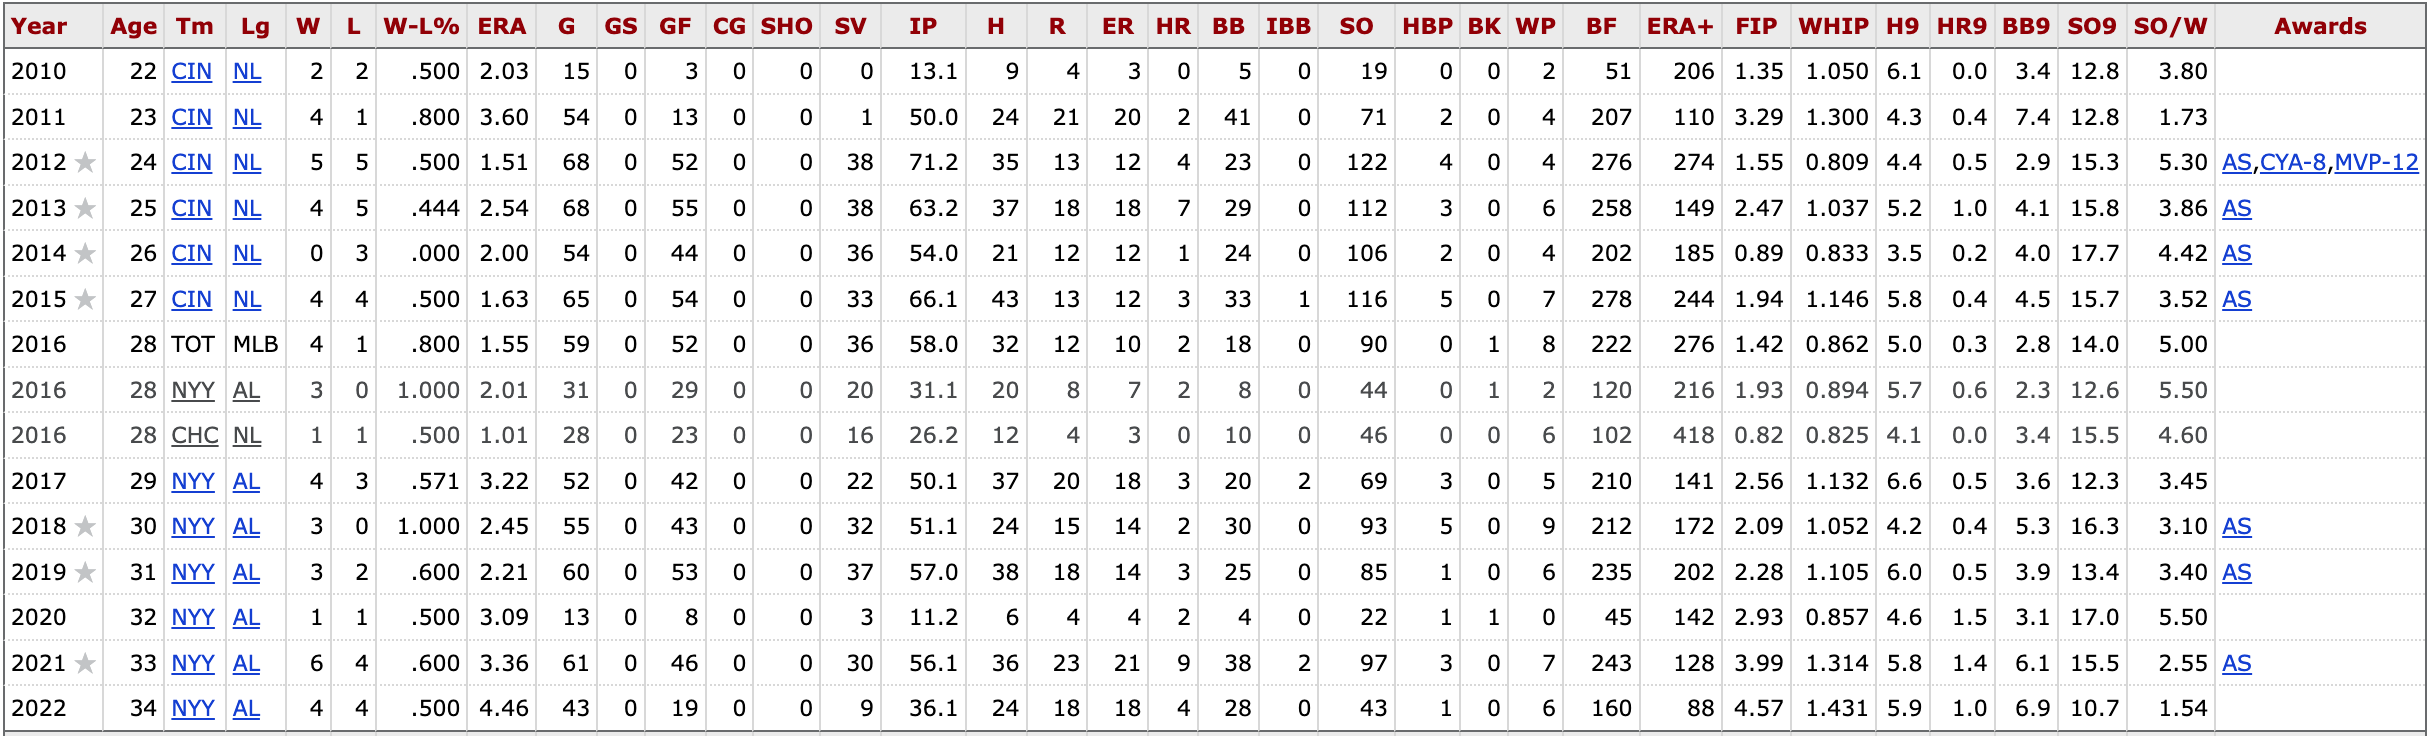 Year Age Tm Lg W L W-L% ERA G GS GF CG SHO SV IP H R ER HR BB IBB SO HBP BK WP BF ERA+ FIP WHIP H9 HR9 BB9 SO9 SO/W Awards
2010 22 CIN NL 2 2 .500 2.03 15 0 3 0 0 0 13.1 9 4 3 0 5 0 19 0 0 2 51 206 1.35 1.050 6.1 0.0 3.4 12.8 3.80
2011 23 CIN NL 4 1 .800 3.60 54 0 13 0 0 1 50.0 24 21 20 2 41 0 71 2 0 4 207 110 3.29 1.300 4.3 0.4 7.4 12.8 1.73
2012 ★ 24 CIN NL 5 5 .500 1.51 68 0 52 0 0 38 71.2 35 13 12 4 23 0 122 4 0 4 276 274 1.55 0.809 4.4 0.5 2.9 15.3 5.30 AS,CYA-8,MVP-12
2013 ★ 25 CIN NL 4 5 .444 2.54 68 0 55 0 0 38 63.2 37 18 18 7 29 0 112 3 0 6 258 149 2.47 1.037 5.2 1.0 4.1 15.8 3.86 AS
2014 ★ 26 CIN NL 0 3 .000 2.00 54 0 44 0 0 36 54.0 21 12 12 1 24 0 106 2 0 4 202 185 0.89 0.833 3.5 0.2 4.0 17.7 4.42 AS
2015 ★ 27 CIN NL 4 4 .500 1.63 65 0 54 0 0 33 66.1 43 13 12 3 33 1 116 5 0 7 278 244 1.94 1.146 5.8 0.4 4.5 15.7 3.52 AS
2016 28 TOT MLB 4 1 .800 1.55 59 0 52 0 0 36 58.0 32 12 10 2 18 0 90 0 1 8 222 276 1.42 0.862 5.0 0.3 2.8 14.0 5.00
2016 28 NYY AL 3 0 1.000 2.01 31 0 29 0 0 20 31.1 20 8 7 2 8 0 44 0 1 2 120 216 1.93 0.894 5.7 0.6 2.3 12.6 5.50
2016 28 CHC NL 1 1 .500 1.01 28 0 23 0 0 16 26.2 12 4 3 0 10 0 46 0 0 6 102 418 0.82 0.825 4.1 0.0 3.4 15.5 4.60
2017 29 NYY AL 4 3 .571 3.22 52 0 42 0 0 22 50.1 37 20 18 3 20 2 69 3 0 5 210 141 2.56 1.132 6.6 0.5 3.6 12.3 3.45
2018 ★ 30 NYY AL 3 0 1.000 2.45 55 0 43 0 0 32 51.1 24 15 14 2 30 0 93 5 0 9 212 172 2.09 1.052 4.2 0.4 5.3 16.3 3.10 AS
2019 ★ 31 NYY AL 3 2 .600 2.21 60 0 53 0 0 37 57.0 38 18 14 3 25 0 85 1 0 6 235 202 2.28 1.105 6.0 0.5 3.9 13.4 3.40 AS
2020 32 NYY AL 1 1 .500 3.09 13 0 8 0 0 3 11.2 6 4 4 2 4 0 22 1 1 0 45 142 2.93 0.857 4.6 1.5 3.1 17.0 5.50
2021 ★ 33 NYY AL 6 4 .600 3.36 61 0 46 0 0 30 56.1 36 23 21 9 38 2 97 3 0 7 243 128 3.99 1.314 5.8 1.4 6.1 15.5 2.55 AS
2022 34 NYY AL 4 4 .500 4.46 43 0 19 0 0 9 36.1 24 18 18 4 28 0 43 1 0 6 160 88 4.57 1.431 5.9 1.0 6.9 10.7 1.54